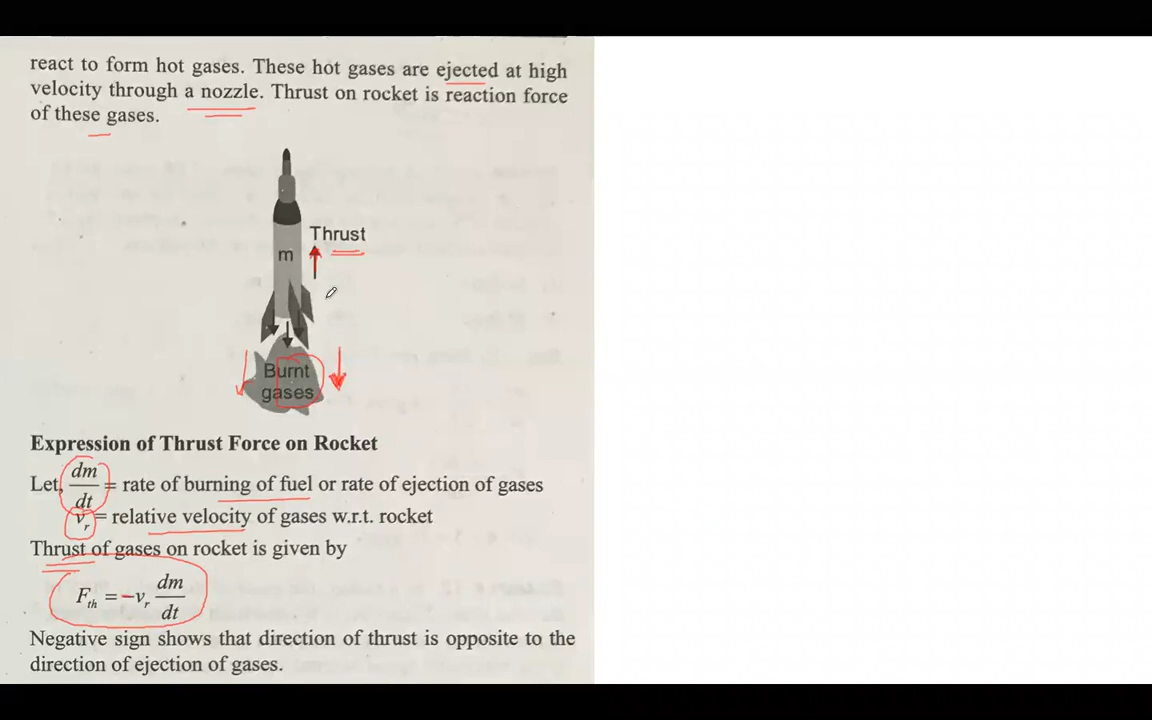 react to form hot gases. These hot gases are ejected at high
velocity through a nozzle. Thrust on rocket is reaction force
of these gases.
Thrust
m
Burnt
gases
Expression of Thrust Force on Rocket
Let, dm/dt = rate of burning of fuel or rate of ejection of gases
v_r = relative velocity of gases w.r.t. rocket
Thrust of gases on rocket is given by
F_th = -v_r dm/dt
Negative sign shows that direction of thrust is opposite to the
direction of ejection of gases.